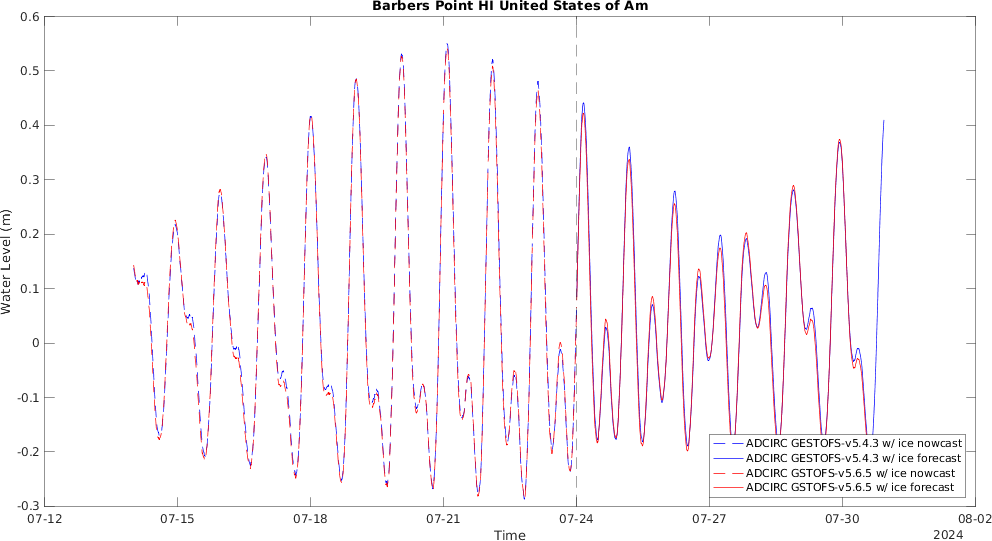 Barbers Point HI United States of Am
Water Level (m)
0.6
0.5
0.4
0.3
0.2
0.1
0
-0.1
-0.2
-0.3
ADCIRC GESTOFS-v5.4.3 w/ ice nowcast
ADCIRC GESTOFS-v5.4.3 w/ ice forecast
ADCIRC GSTOFS-v5.6.5 w/ ice nowcast
ADCIRC GSTOFS-v5.6.5 w/ ice forecast
07-12 07-15 07-18 07-21 07-24 07-27 07-30 08-02
Time
2024